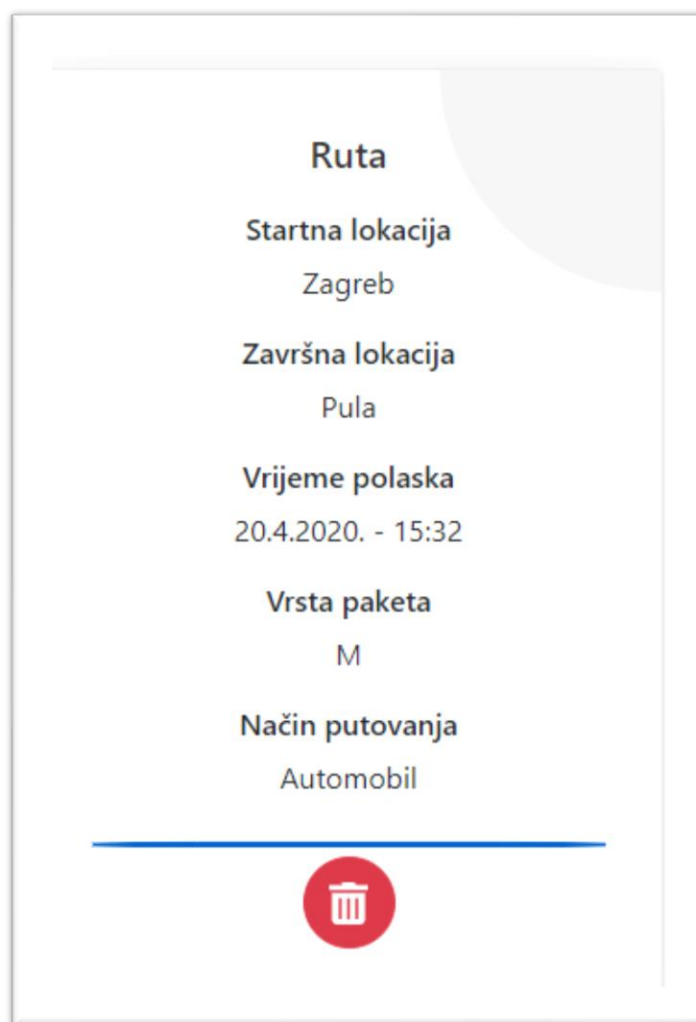 Ruta
Startna lokacija
Zagreb
Završna lokacija
Pula
Vrijeme polaska
20.4.2020. - 15:32
Vrsta paketa
M
Način putovanja
Automobil